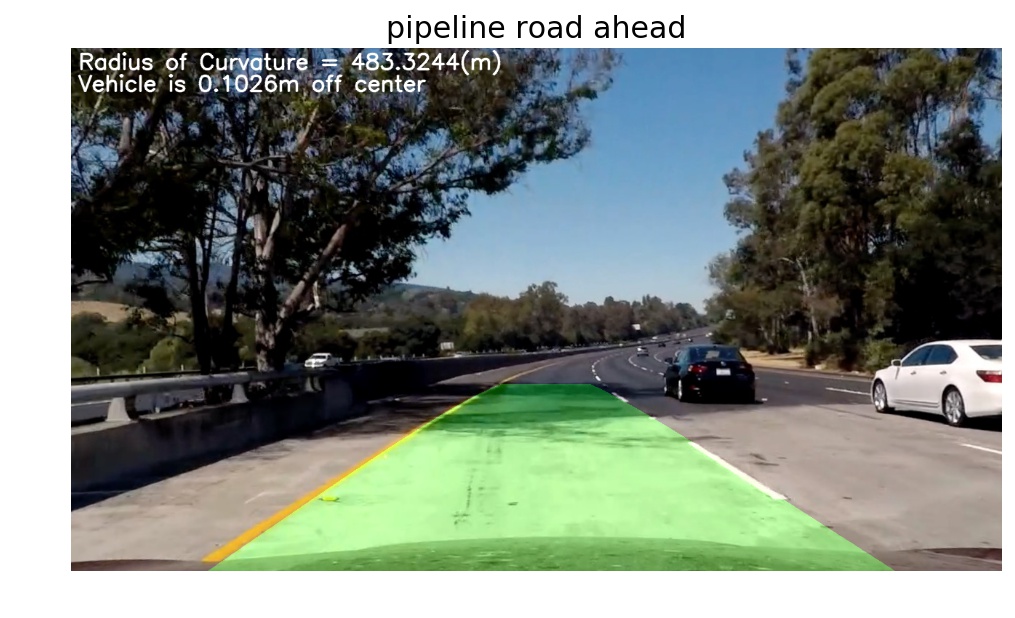 pipeline road ahead
Radius of Curvature = 483.3244(m)
Vehicle is 0.1026m off center